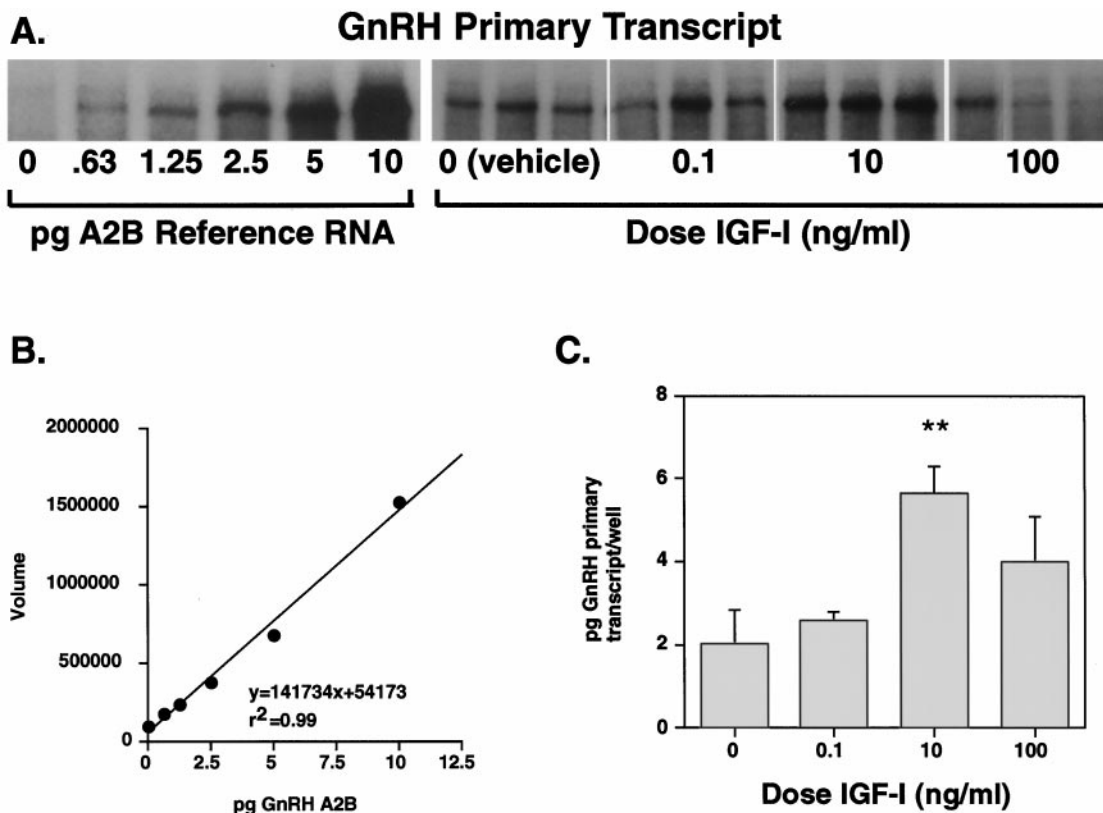 A.
GnRH Primary Transcript
0 .63 1.25 2.5 5 10 0 (vehicle) 0.1 10 100
pg A2B Reference RNA Dose IGF-I (ng/ml)
B.
2000000
1500000
1000000
500000
0
Volume
y=141734x+54173
r²=0.99
0 2.5 5 7.5 10 12.5
pg GnRH A2B
C.
8
6
4
2
0
pg GnRH primary
transcript/well
**
0 0.1 10 100
Dose IGF-I (ng/ml)